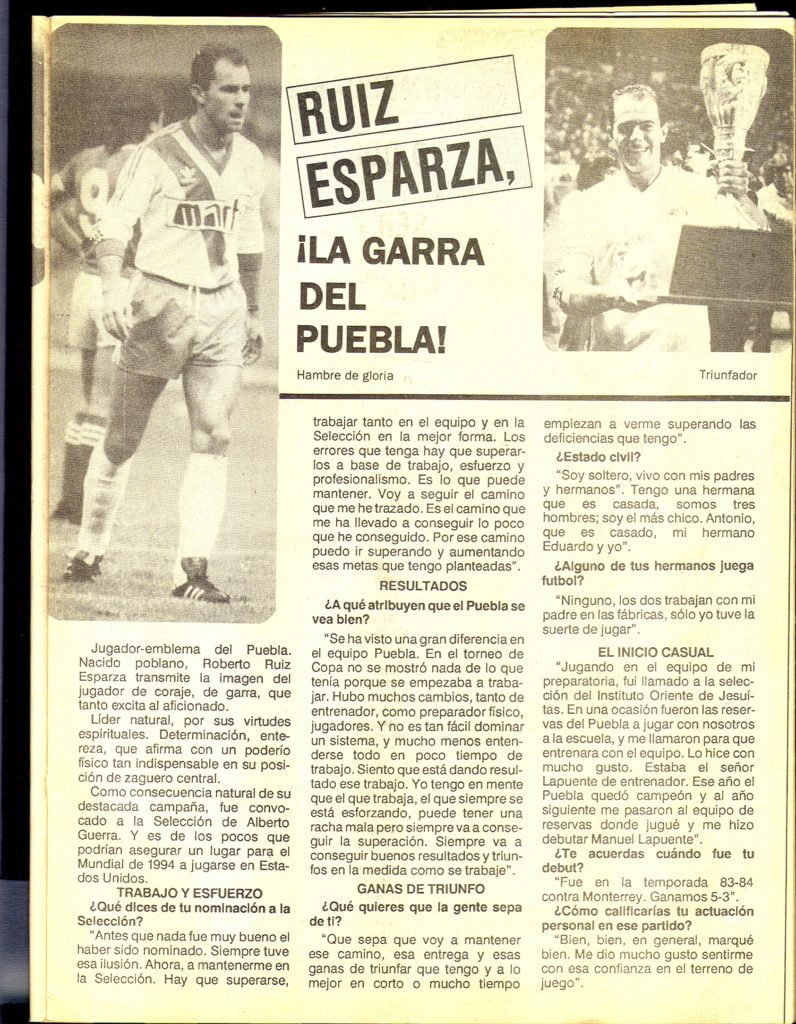 RUIZ
ESPARZA,
¡LA GARRA
DEL
PUEBLA!
Hambre de gloria
Triunfador
9
Jugador-emblema del Puebla.
Nacido poblano, Roberto Ruiz
Esparza transmite la imagen del
jugador de coraje, de garra, que
tanto excita al aficionado.
Líder natural, por sus virtudes
espirituales. Determinación, ente-
reza, que afirma con un poderío
físico tan indispensable en su posi-
ción de zaguero central.
Como consecuencia natural de su
destacada campaña, fue convo-
cado a la Selección de Alberto
Guerra. Y es de los pocos que
podrían asegurar un lugar para el
Mundial de 1994 a jugarse en Esta-
dos Unidos.
TRABAJO Y ESFUERZO
¿Qué dices de tu nominación a la
Selección?
“Antes que nada fue muy bueno el
haber sido nominado. Siempre tuve
esa ilusión. Ahora, a mantenerme en
la Selección. Hay que superarse,
trabajar tanto en el equipo y en la
Selección en la mejor forma. Los
errores que tenga hay que superar-
los a base de trabajo, esfuerzo y
profesionalismo. Es lo que puede
mantener. Voy a seguir el camino
que me he trazado. Es el camino que
me ha llevado a conseguir lo poco
que he conseguido. Por ese camino
puedo ir superando y aumentando
esas metas que tengo planteadas”.
RESULTADOS
¿A qué atribuyen que el Puebla se
vea bien?
“Se ha visto una gran diferencia en
el equipo Puebla. En el torneo de
Copa no se mostró nada de lo que
tenía porque se empezaba a traba-
jar. Hubo muchos cambios, tanto de
entrenador, como preparador físico,
jugadores. Y no es tan fácil dominar
un sistema, y mucho menos enten-
derse todo en poco tiempo de
trabajo. Siento que está dando resul-
tado ese trabajo. Yo tengo en mente
que el que trabaja, el que siempre se
está esforzando, puede tener una
racha mala pero siempre va a conse-
guir la superación. Siempre va a
conseguir buenos resultados y triun-
fos en la medida como se trabaje”.
GANAS DE TRIUNFO
¿Qué quieres que la gente sepa
de ti?
“Que sepa que voy a mantener
ese camino, esa entrega y esas
ganas de triunfar que tengo y a lo
mejor en corto o mucho tiempo
empiezan a verme superando las
deficiencias que tengo”.
¿Estado civil?
“Soy soltero, vivo con mis padres
y hermanos”. Tengo una hermana
que es casada, somos tres
hombres; soy el más chico. Antonio,
que es casado, mi hermano
Eduardo y yo”.
¿Alguno de tus hermanos juega
futbol?
“Ninguno, los dos trabajan con mi
padre en las fábricas, sólo yo tuve la
suerte de jugar”.
EL INICIO CASUAL
“Jugando en el equipo de mi
preparatoria, fui llamado a la selec-
ción del Instituto Oriente de Jesuí-
tas. En una ocasión fueron las reser-
vas del Puebla a jugar con nosotros
a la escuela, y me llamaron para que
entrenara con el equipo. Lo hice con
mucho gusto. Estaba el señor
Lapuente de entrenador. Ese año el
Puebla quedó campeón y al año
siguiente me pasaron al equipo de
reservas donde jugué y me hizo
debutar Manuel Lapuente”.
¿Te acuerdas cuándo fue tu
debut?
“Fue en la temporada 83-84
contra Monterrey. Ganamos 5-3”.
¿Cómo calificarías tu actuación
personal en ese partido?
“Bien, bien, en general, marqué
bien. Me dio mucho gusto sentirme
con esa confianza en el terreno de
juego”.